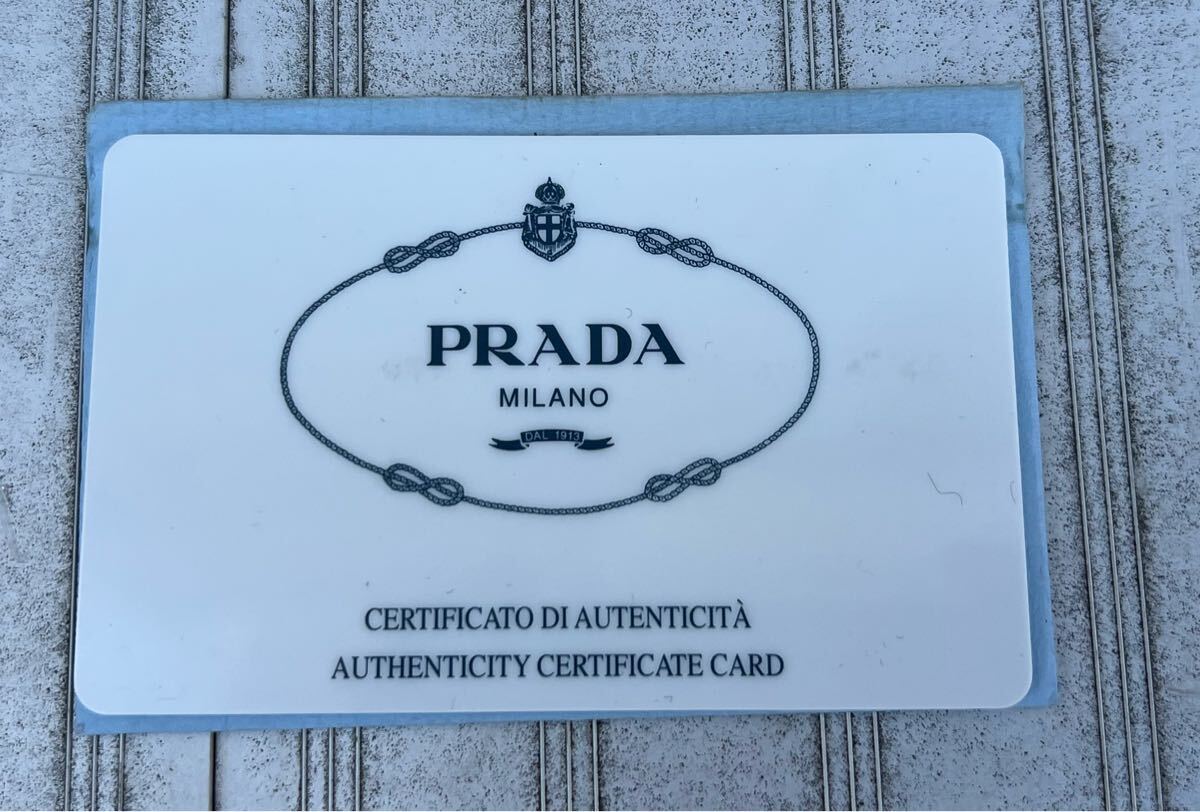 PRADA
MILANO
DAL 1913
CERTIFICATO DI AUTENTICITÀ
AUTHENTICITY CERTIFICATE CARD